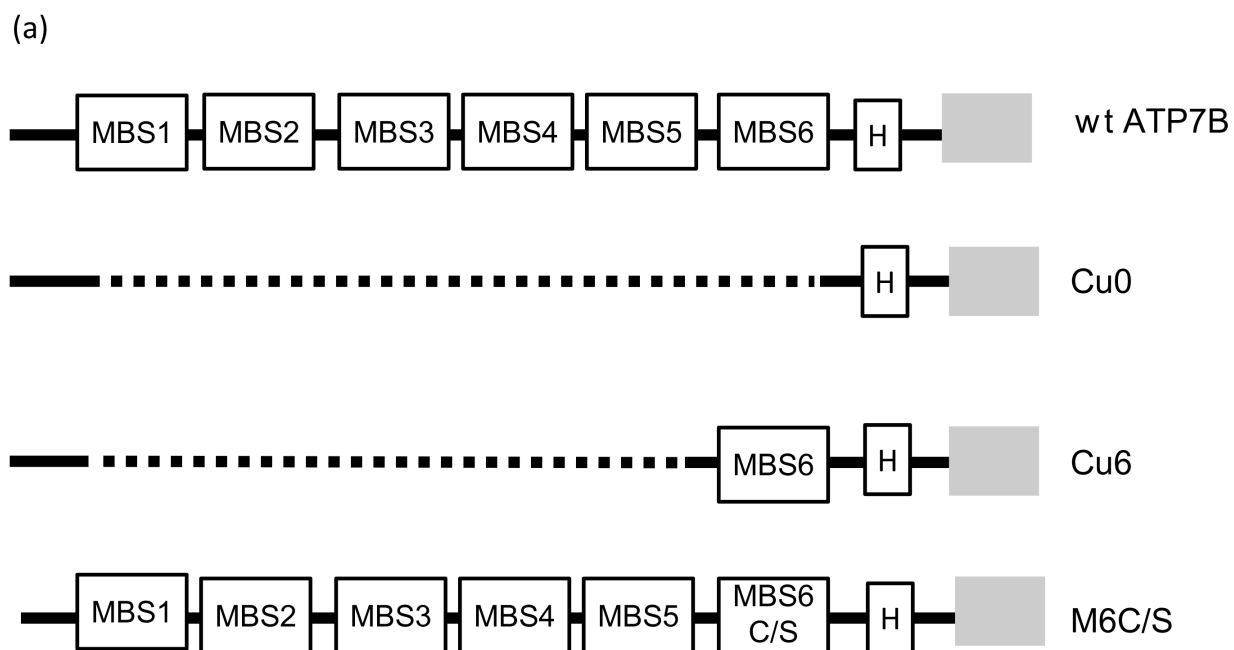 (a)
MBS1 MBS2 MBS3 MBS4 MBS5 MBS6 H wt ATP7B
H Cu0
MBS6 H Cu6
MBS1 MBS2 MBS3 MBS4 MBS5 MBS6 C/S H M6C/S